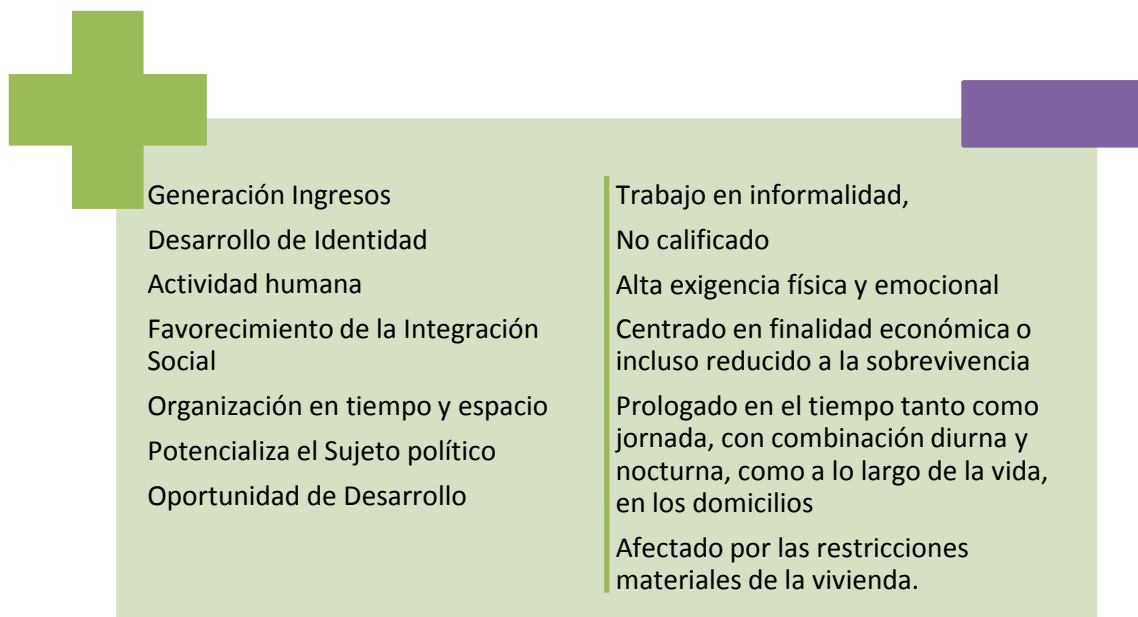 Generación Ingresos
Desarrollo de Identidad
Actividad humana
Favorecimiento de la Integración
Social
Organización en tiempo y espacio
Potencializa el Sujeto político
Oportunidad de Desarrollo
Trabajo en informalidad,
No calificado
Alta exigencia física y emocional
Centrado en finalidad económica o
incluso reducido a la sobrevivencia
Prologado en el tiempo tanto como
jornada, con combinación diurna y
nocturna, como a lo largo de la vida,
en los domicilios
Afectado por las restricciones
materiales de la vivienda.